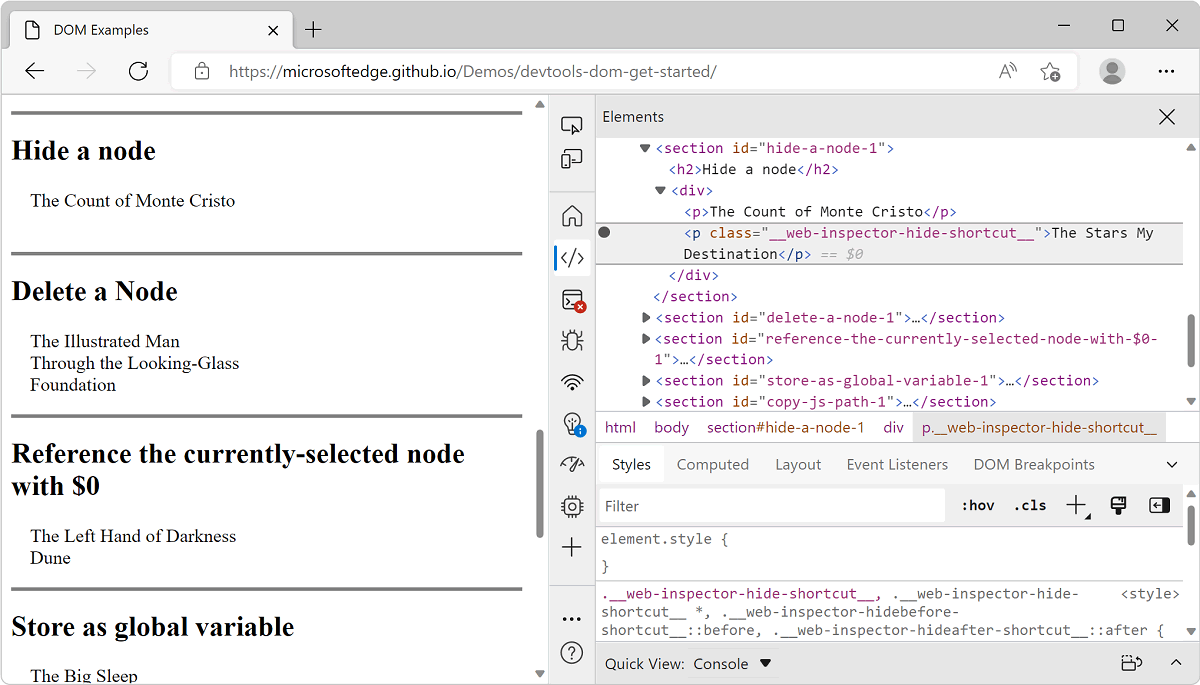 DOM Examples
https://microsoftedge.github.io/Demos/devtools-dom-get-started/
Hide a node
The Count of Monte Cristo
Delete a Node
The Illustrated Man
Through the Looking-Glass
Foundation
Reference the currently-selected node
with $0
The Left Hand of Darkness
Dune
Store as global variable
The Big Sleep
Elements
<section id="hide-a-node-1">
<h2>Hide a node</h2>
<div>
<p>The Count of Monte Cristo</p>
<p class="__web-inspector-hide-shortcut__">The Stars My
Destination</p> == $0
</div>
</section>
<section id="delete-a-node-1">…</section>
<section id="reference-the-currently-selected-node-with-$0-
1">…</section>
<section id="store-as-global-variable-1">…</section>
<section id="copy-js-path-1">…</section>
html body section#hide-a-node-1 div p.__web-inspector-hide-shortcut__
Styles Computed Layout Event Listeners DOM Breakpoints
Filter :hov .cls
element.style {
}
.__web-inspector-hide-shortcut__, .__web-inspector-hide- <style>
shortcut__ *, .__web-inspector-hidebefore-
shortcut__::before, .__web-inspector-hideafter-shortcut__::after {
Quick View: Console